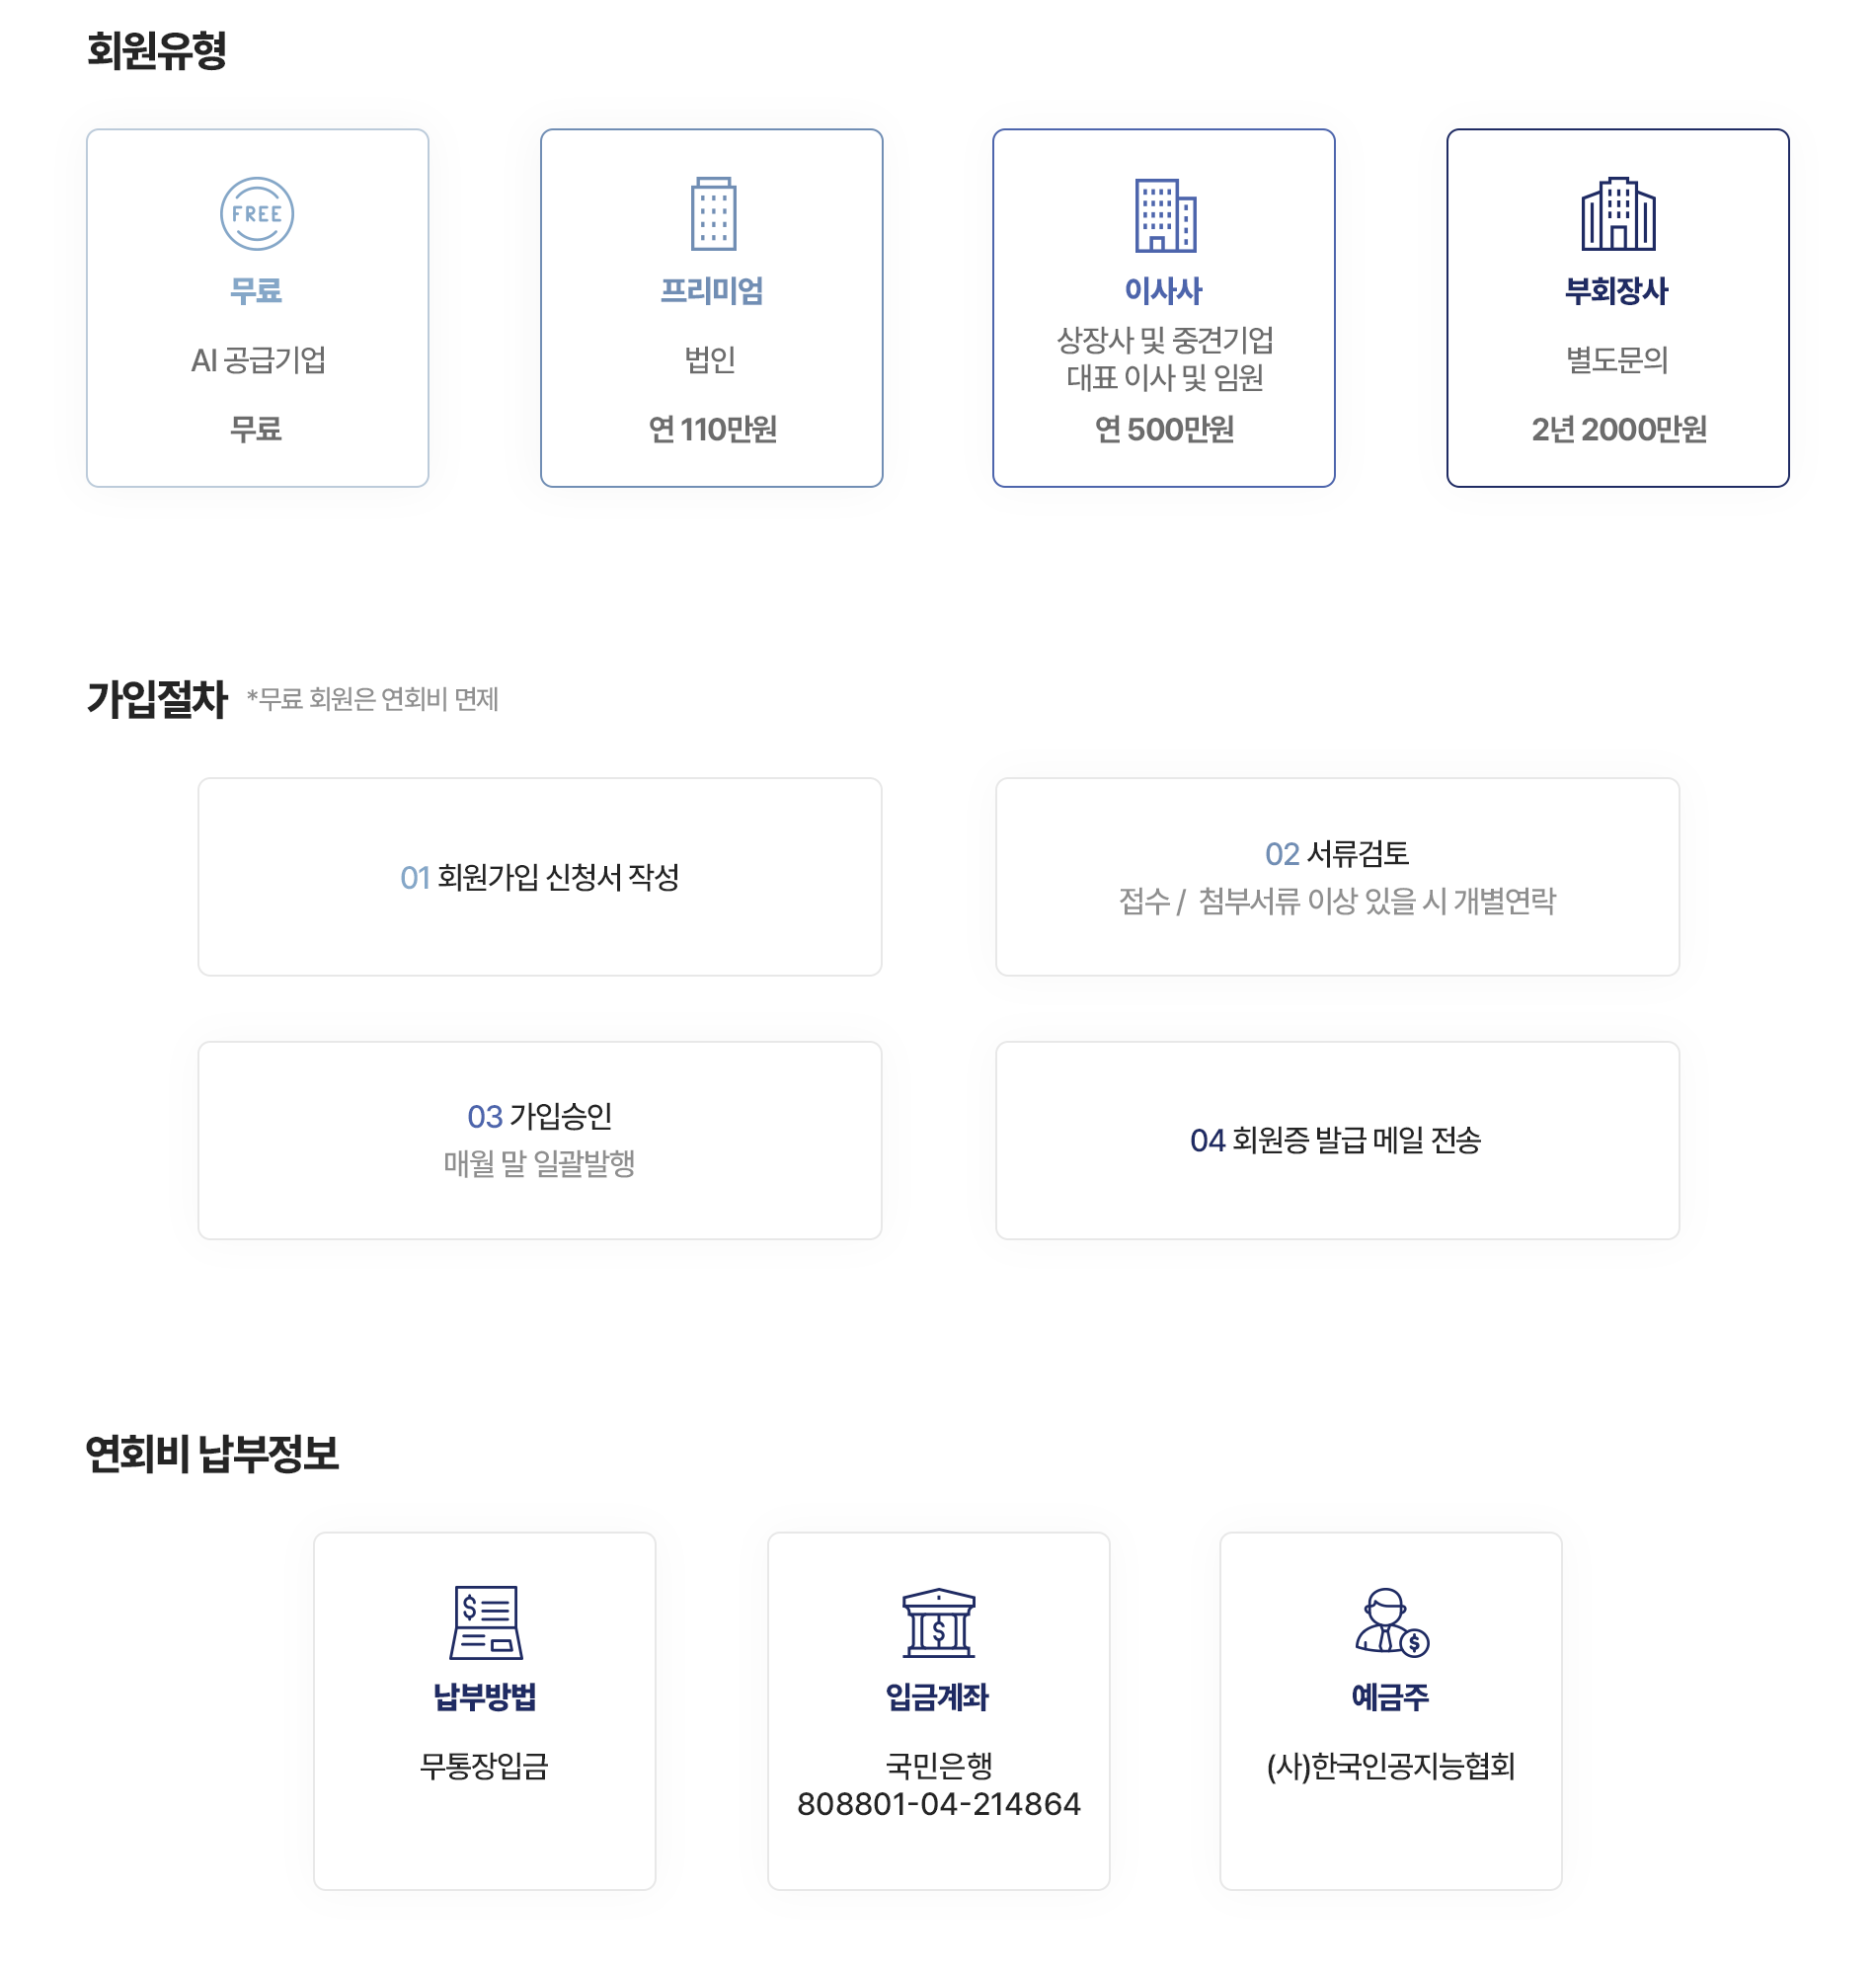 회원유형
FREE
무료
AI 공급기업
무료
프리미엄
법인
연 110만원
이사사
상장사 및 중견기업
대표 이사 및 임원
연 500만원
부회장사
별도문의
2년 2000만원
가입절차 *무료 회원은 연회비 면제
01 회원가입 신청서 작성
02 서류검토
접수 / 첨부서류 이상 있을 시 개별연락
03 가입승인
매월 말 일괄발행
04 회원증 발급 메일 전송
연회비 납부정보
$
납부방법
무통장입금
$
입금계좌
국민은행
808801-04-214864
$
예금주
(사)한국인공지능협회